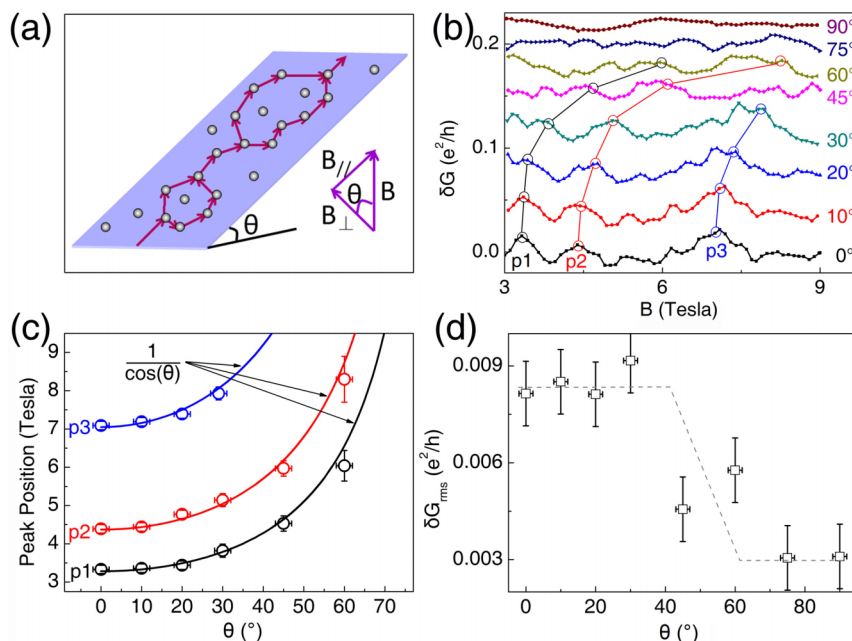 (a)
B//
B
θ
B⊥
θ
(b)
δG (e²/h)
0.2
0.1
0.0
90°
75°
60°
45°
30°
20°
10°
0°
p1
p2
p3
3
6
9
B (Tesla)
(c)
Peak Position (Tesla)
9
8
7
6
5
4
3
1
cos(θ)
p3
p2
p1
0
10
20
30
40
50
60
70
θ (°)
(d)
δGrms (e²/h)
0.009
0.006
0.003
0
20
40
60
80
θ (°)